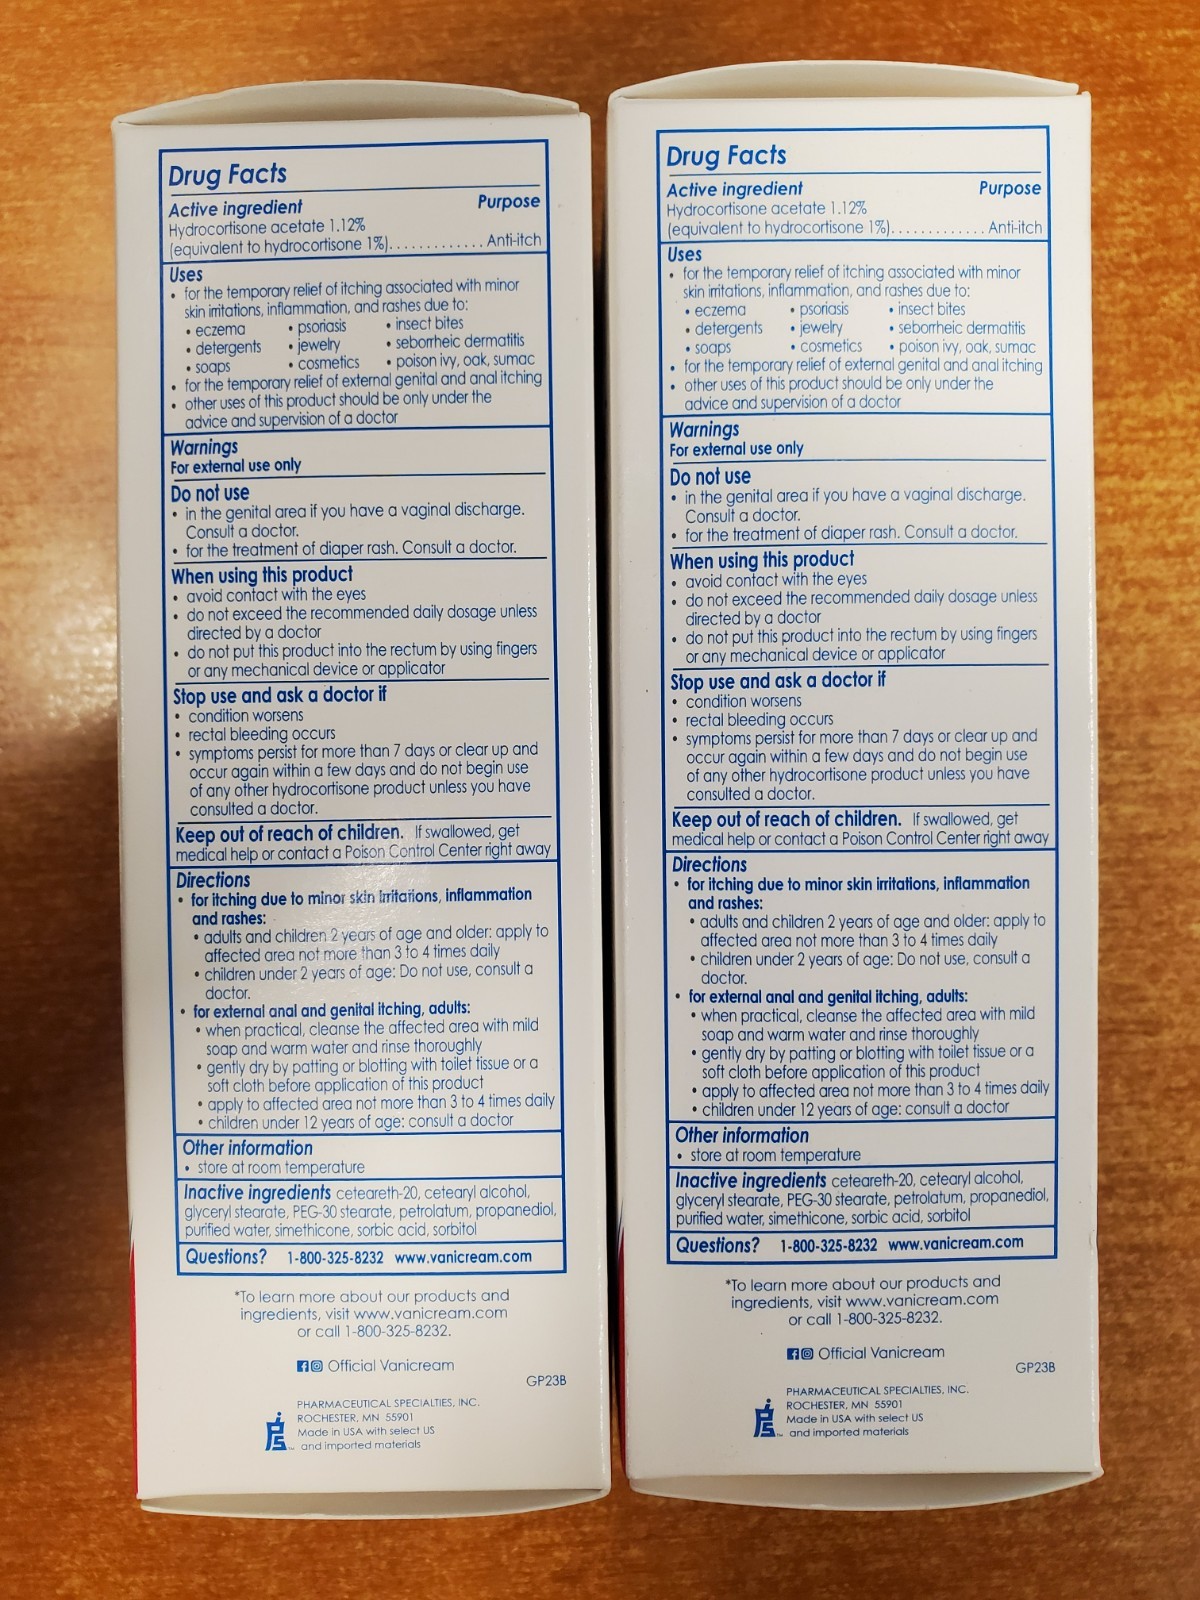 Drug Facts
Active ingredient Purpose
Hydrocortisone acetate 1.12%
(equivalent to hydrocortisone 1%)............. Anti-itch
Uses
• for the temporary relief of itching associated with minor
skin irritations, inflammation, and rashes due to:
• eczema • psoriasis • insect bites
• detergents • jewelry • seborrheic dermatitis
• soaps • cosmetics • poison ivy, oak, sumac
• for the temporary relief of external genital and anal itching
• other uses of this product should be only under the
advice and supervision of a doctor
Warnings
For external use only
Do not use
• in the genital area if you have a vaginal discharge.
Consult a doctor.
• for the treatment of diaper rash. Consult a doctor.
When using this product
• avoid contact with the eyes
• do not exceed the recommended daily dosage unless
directed by a doctor
• do not put this product into the rectum by using fingers
or any mechanical device or applicator
Stop use and ask a doctor if
• condition worsens
• rectal bleeding occurs
• symptoms persist for more than 7 days or clear up and
occur again within a few days and do not begin use
of any other hydrocortisone product unless you have
consulted a doctor.
Keep out of reach of children. If swallowed, get
medical help or contact a Poison Control Center right away
Directions
• for itching due to minor skin irritations, inflammation
and rashes:
• adults and children 2 years of age and older: apply to
affected area not more than 3 to 4 times daily
• children under 2 years of age: Do not use, consult a
doctor.
• for external anal and genital itching, adults:
• when practical, cleanse the affected area with mild
soap and warm water and rinse thoroughly
• gently dry by patting or blotting with toilet tissue or a
soft cloth before application of this product
• apply to affected area not more than 3 to 4 times daily
• children under 12 years of age: consult a doctor
Other information
• store at room temperature
Inactive ingredients ceteareth-20, cetearyl alcohol,
glyceryl stearate, PEG-30 stearate, petrolatum, propanediol,
purified water, simethicone, sorbic acid, sorbitol
Questions? 1-800-325-8232 www.vanicream.com
*To learn more about our products and
ingredients, visit www.vanicream.com
or call 1-800-325-8232.
Official Vanicream
GP23B
PHARMACEUTICAL SPECIALTIES, INC.
ROCHESTER, MN 55901
Made in USA with select US
and imported materials
Drug Facts
Active ingredient Purpose
Hydrocortisone acetate 1.12%
(equivalent to hydrocortisone 1%)............. Anti-itch
Uses
• for the temporary relief of itching associated with minor
skin irritations, inflammation, and rashes due to:
• eczema • psoriasis • insect bites
• detergents • jewelry • seborrheic dermatitis
• soaps • cosmetics • poison ivy, oak, sumac
• for the temporary relief of external genital and anal itching
• other uses of this product should be only under the
advice and supervision of a doctor
Warnings
For external use only
Do not use
• in the genital area if you have a vaginal discharge.
Consult a doctor.
• for the treatment of diaper rash. Consult a doctor.
When using this product
• avoid contact with the eyes
• do not exceed the recommended daily dosage unless
directed by a doctor
• do not put this product into the rectum by using fingers
or any mechanical device or applicator
Stop use and ask a doctor if
• condition worsens
• rectal bleeding occurs
• symptoms persist for more than 7 days or clear up and
occur again within a few days and do not begin use
of any other hydrocortisone product unless you have
consulted a doctor.
Keep out of reach of children. If swallowed, get
medical help or contact a Poison Control Center right away
Directions
• for itching due to minor skin irritations, inflammation
and rashes:
• adults and children 2 years of age and older: apply to
affected area not more than 3 to 4 times daily
• children under 2 years of age: Do not use, consult a
doctor.
• for external anal and genital itching, adults:
• when practical, cleanse the affected area with mild
soap and warm water and rinse thoroughly
• gently dry by patting or blotting with toilet tissue or a
soft cloth before application of this product
• apply to affected area not more than 3 to 4 times daily
• children under 12 years of age: consult a doctor
Other information
• store at room temperature
Inactive ingredients ceteareth-20, cetearyl alcohol,
glyceryl stearate, PEG-30 stearate, petrolatum, propanediol,
purified water, simethicone, sorbic acid, sorbitol
Questions? 1-800-325-8232 www.vanicream.com
*To learn more about our products and
ingredients, visit www.vanicream.com
or call 1-800-325-8232.
Official Vanicream
GP23B
PHARMACEUTICAL SPECIALTIES, INC.
ROCHESTER, MN 55901
Made in USA with select US
and imported materials